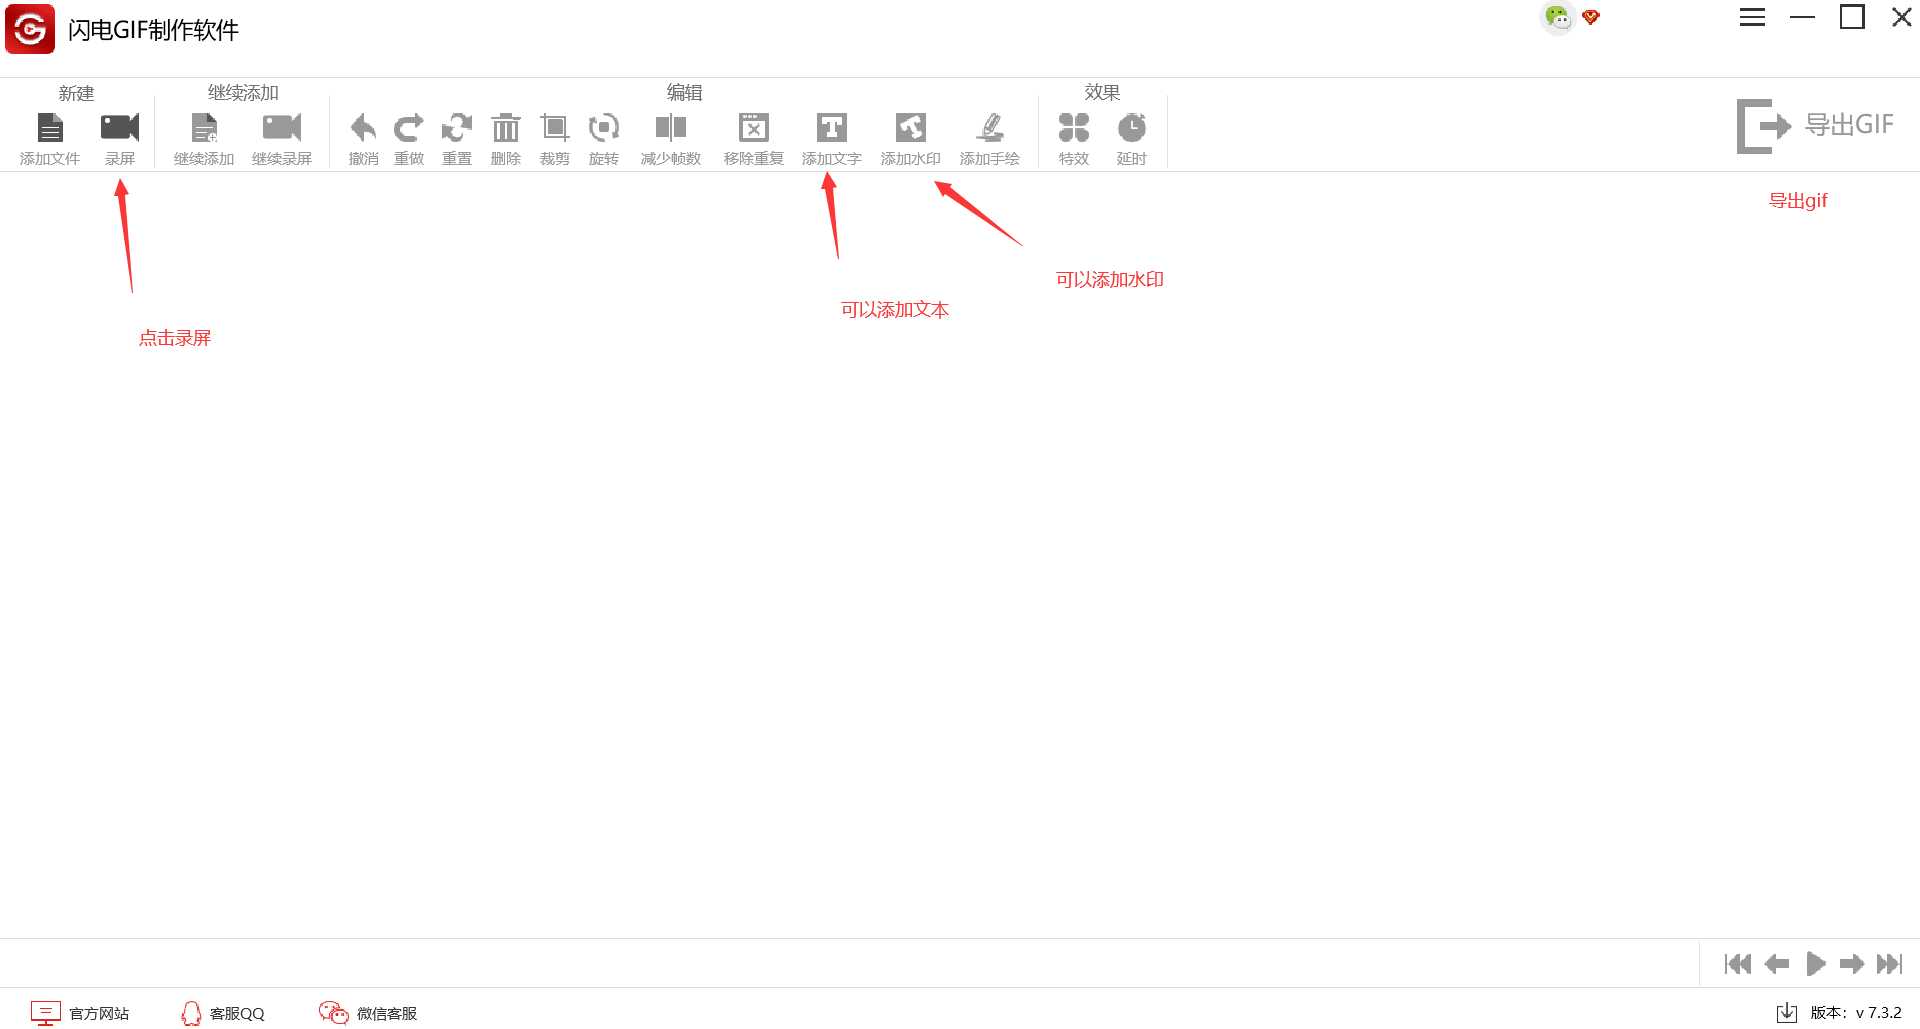 闪电GIF制作软件
新建
继续添加
编辑
效果
添加文件
录屏
继续添加
继续录屏
撤消
重做
重置
删除
裁剪
旋转
减少帧数
移除重复
添加文字
添加水印
添加手绘
特效
延时
导出GIF
导出gif
可以添加水印
可以添加文本
点击录屏
官方网站
客服QQ
微信客服
版本：v 7.3.2